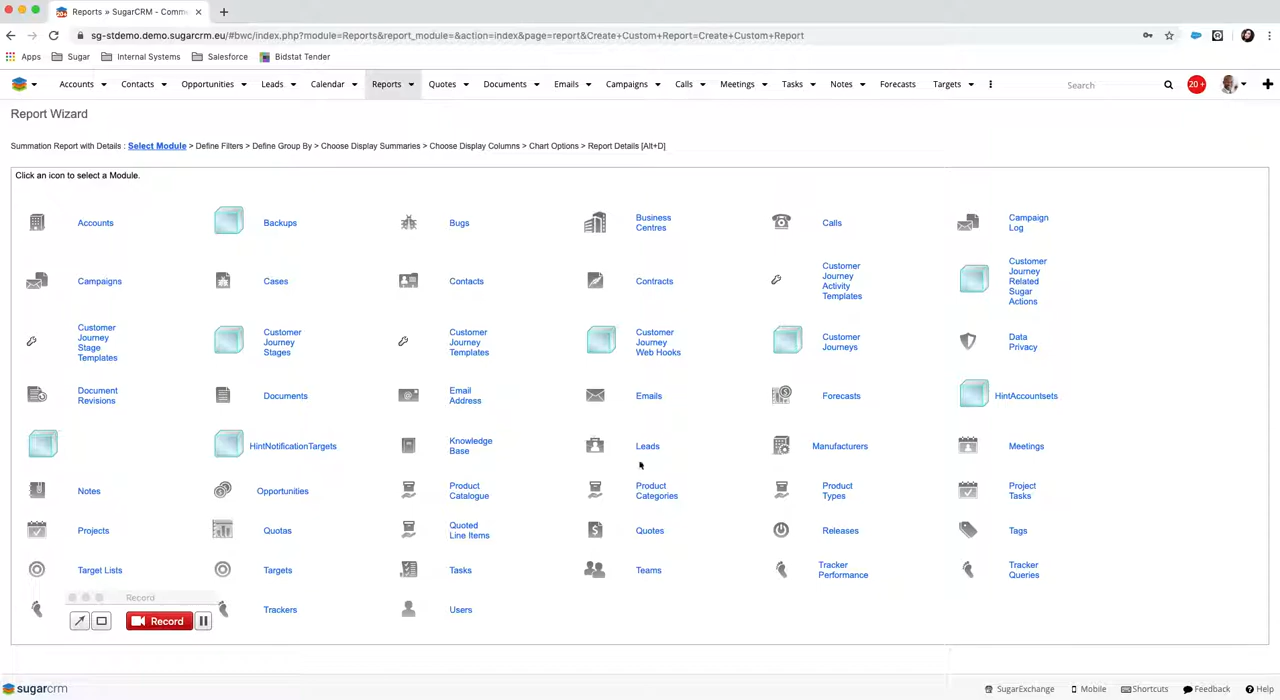 Reports » SugarCRM - Comm
sg-stdemo.demo.sugarcrm.eu/#bwc/index.php?module=Reports&report_module=&action=index&page=report&Create+Custom+Report=Create+Custom+Report
Apps Sugar Internal Systems Salesforce Bidstat Tender
Accounts Contacts Opportunities Leads Calendar Reports Quotes Documents Emails Campaigns Calls Meetings Tasks Notes Forecasts Targets Search 20+
Report Wizard
Summation Report with Details : Select Module > Define Filters > Define Group By > Choose Display Summaries > Choose Display Columns > Chart Options > Report Details [Alt+D]
Click an icon to select a Module.
Accounts
Backups
Bugs
Business
Centres
Calls
Campaign
Log
Campaigns
Cases
Contacts
Contracts
Customer
Journey
Activity
Templates
Customer
Journey
Related
Sugar
Actions
Customer
Journey
Stage
Templates
Customer
Journey
Stages
Customer
Journey
Templates
Customer
Journey
Web Hooks
Customer
Journeys
Data
Privacy
Document
Revisions
Documents
Email
Address
Emails
Forecasts
HintAccountsets
HintNotificationTargets
Knowledge
Base
Leads
Manufacturers
Meetings
Notes
Opportunities
Product
Catalogue
Product
Categories
Product
Types
Project
Tasks
Projects
Quotas
Quoted
Line Items
Quotes
Releases
Tags
Target Lists
Targets
Tasks
Teams
Tracker
Performance
Tracker
Queries
Record
Record
Trackers
Users
sugarcrm
SugarExchange Mobile Shortcuts Feedback Help